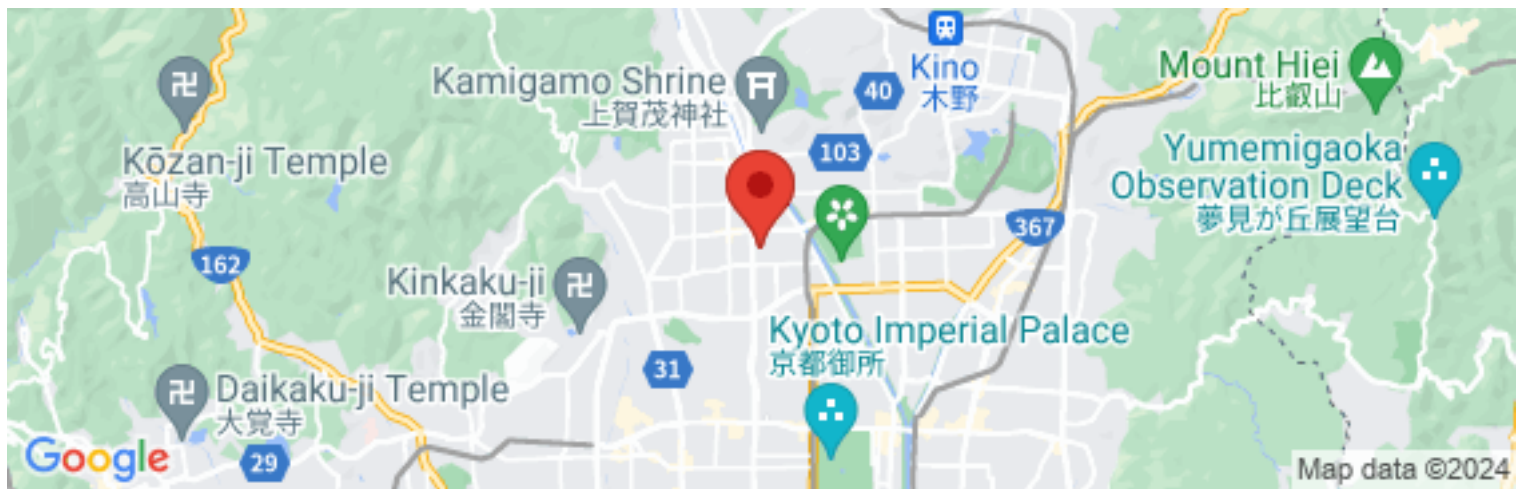 Kino
木野
Mount Hiei
比叡山
Kamigamo Shrine
上賀茂神社
40
103
Kōzan-ji Temple
高山寺
Yumemigaoka
Observation Deck
夢見が丘展望台
367
162
Kinkaku-ji
金閣寺
Kyoto Imperial Palace
京都御所
31
Daikaku-ji Temple
大覚寺
29
Google
Map data ©2024